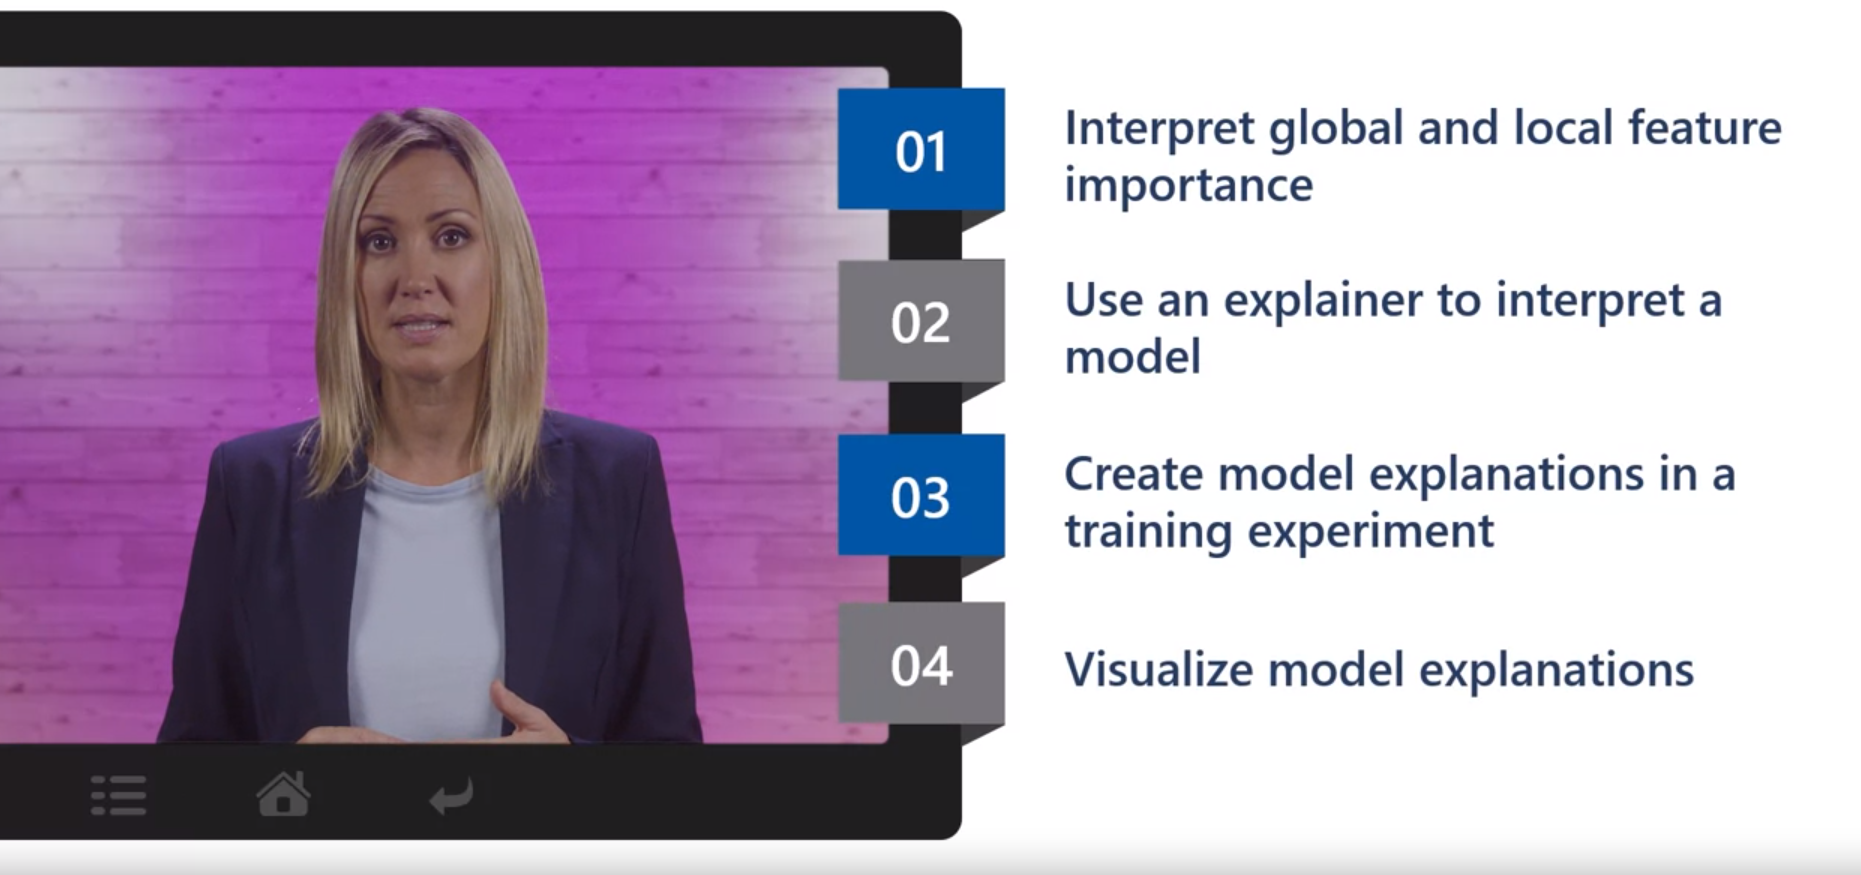 01
Interpret global and local feature
importance
02
Use an explainer to interpret a
model
03
Create model explanations in a
training experiment
04
Visualize model explanations